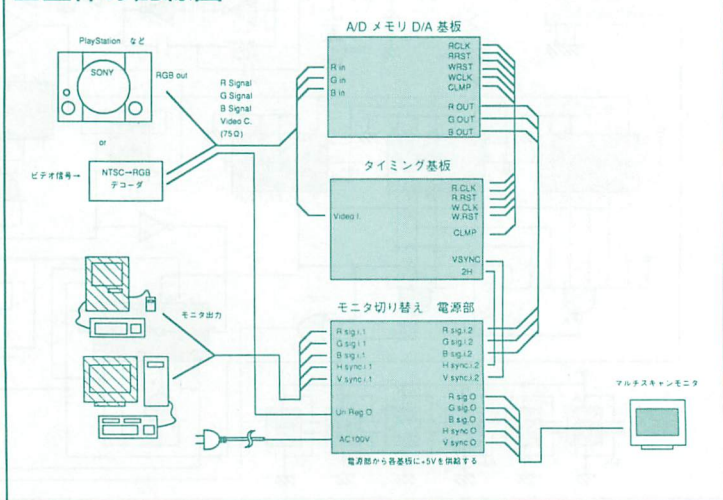 PlayStation など
SONY
RGB out
R Signal
G Signal
B Signal
Video C.
(75Ω)
or
ビデオ信号→
NTSC→RGB
デコーダ
モニタ出力
A/D メモリ D/A 基板
R in
G in
B in
RCLK
RRST
WRST
WCLK
CLMP
R OUT
G OUT
B OUT
タイミング基板
Video I.
R.CLK
R.RST
W.CLK
W.RST
CLMP
VSYNC
2H
モニタ切り替え 電源部
R sig.i.1
G sig.i.1
B sig.i.1
H sync.i.1
V sync.i.1
Un Reg O
AC100V
R sig.i.2
G sig.i.2
B sig.i.2
H sync.i.2
V sync.i.2
R sig.O
G sig.O
B sig.O
H sync O
V sync O
電源部から各基板に+5Vを供給する
マルチスキャンモニタ